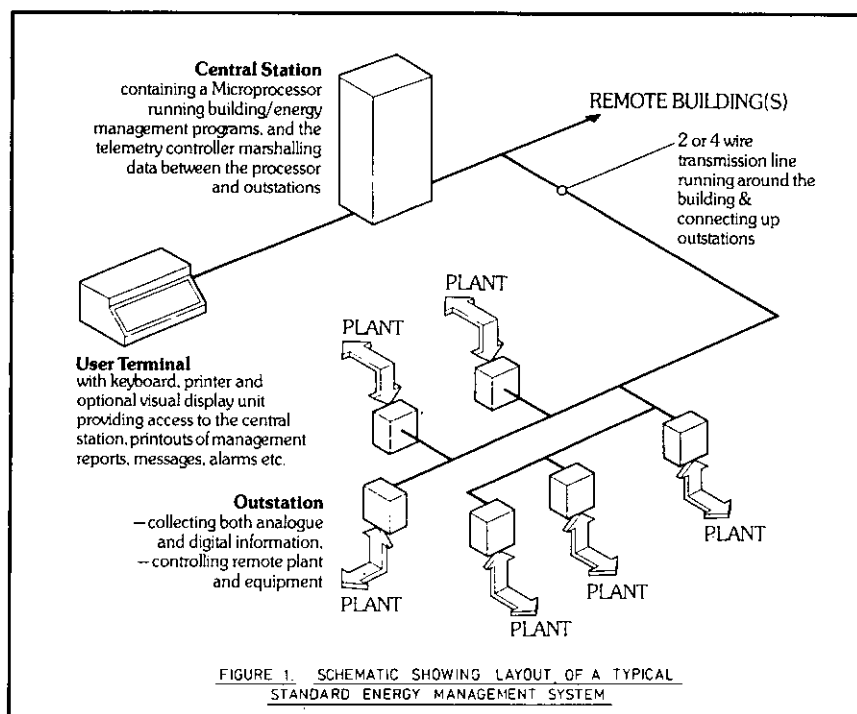 Central Station
containing a Microprocessor
running building/energy
management programs, and the
telemetry controller marshalling
data between the processor
and outstations
REMOTE BUILDING(S)
2 or 4 wire
transmission line
running around the
building &
connecting up
outstations
PLANT
PLANT
User Terminal
with keyboard, printer and
optional visual display unit
providing access to the central
station, printouts of management
reports, messages, alarms etc.
Outstation
—collecting both analogue
and digital information,
—controlling remote plant
and equipment
PLANT
PLANT
PLANT
PLANT
FIGURE 1. SCHEMATIC SHOWING LAYOUT OF A TYPICAL
STANDARD ENERGY MANAGEMENT SYSTEM